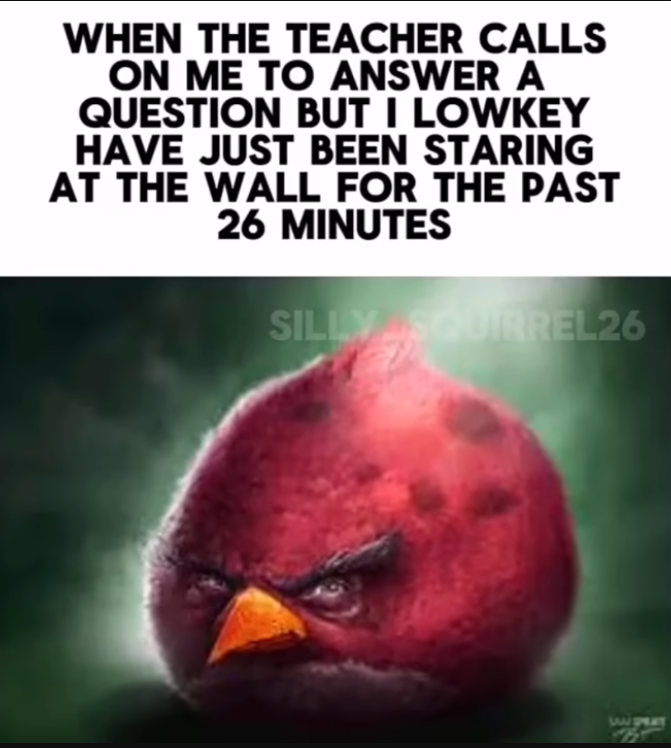 WHEN THE TEACHER CALLS
ON ME TO ANSWER A
QUESTION BUT I LOWKEY
HAVE JUST BEEN STARING
AT THE WALL FOR THE PAST
26 MINUTES
SILLY_SQUIRREL26